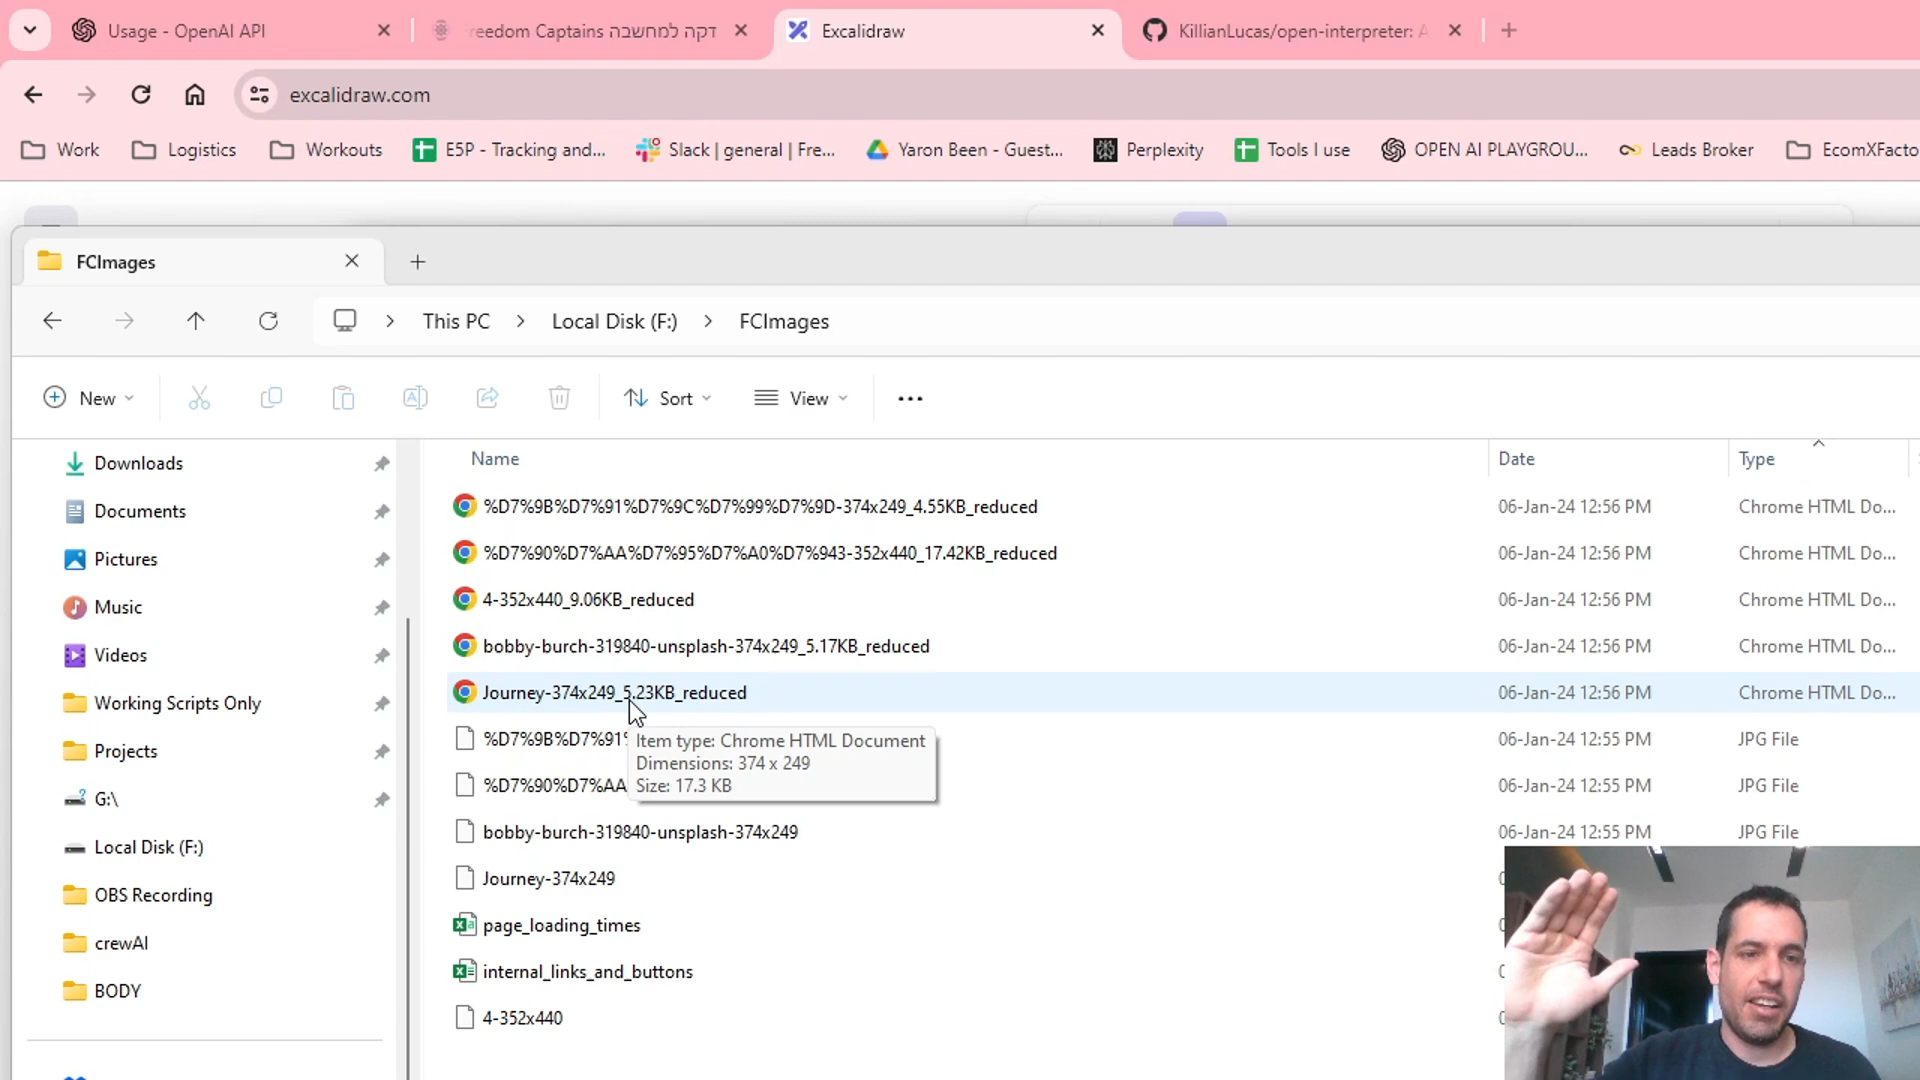 Usage - OpenAI API
reedom Captains דקה למחשבה
Excalidraw
KillianLucas/open-interpreter: A
excalidraw.com
Work
Logistics
Workouts
E5P - Tracking and...
Slack | general | Fre...
Yaron Been - Guest...
Perplexity
Tools I use
OPEN AI PLAYGROU...
Leads Broker
EcomXFacto
FCImages
This PC > Local Disk (F:) > FCImages
New
Sort
View
Downloads
Documents
Pictures
Music
Videos
Working Scripts Only
Projects
G:\
Local Disk (F:)
OBS Recording
crewAI
BODY
Name Date Type
%D7%9B%D7%91%D7%9C%D7%99%D7%9D-374x249_4.55KB_reduced 06-Jan-24 12:56 PM Chrome HTML Do...
%D7%90%D7%AA%D7%95%D7%A0%D7%943-352x440_17.42KB_reduced 06-Jan-24 12:56 PM Chrome HTML Do...
4-352x440_9.06KB_reduced 06-Jan-24 12:56 PM Chrome HTML Do...
bobby-burch-319840-unsplash-374x249_5.17KB_reduced 06-Jan-24 12:56 PM Chrome HTML Do...
Journey-374x249_5.23KB_reduced 06-Jan-24 12:56 PM Chrome HTML Do...
%D7%9B%D7%91% 06-Jan-24 12:55 PM JPG File
%D7%90%D7%AA 06-Jan-24 12:55 PM JPG File
Item type: Chrome HTML Document
Dimensions: 374 x 249
Size: 17.3 KB
bobby-burch-319840-unsplash-374x249 06-Jan-24 12:55 PM JPG File
Journey-374x249
page_loading_times
internal_links_and_buttons
4-352x440